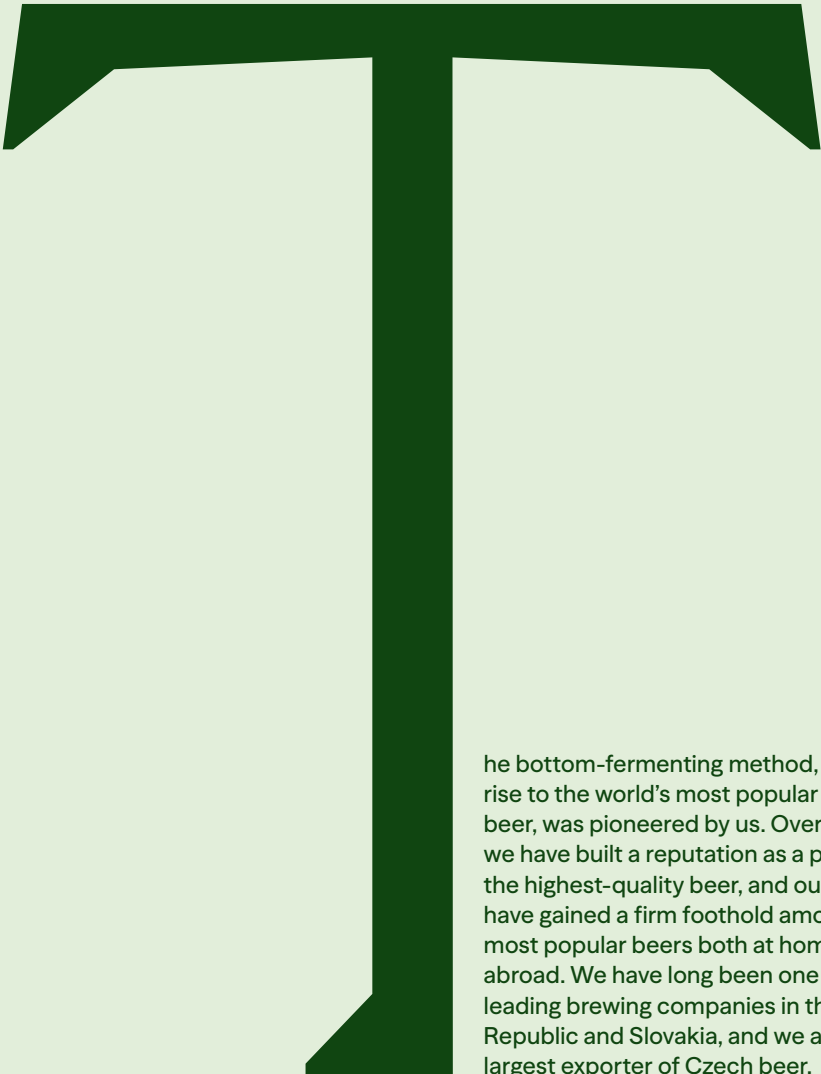 The bottom-fermenting method,
rise to the world’s most popular
beer, was pioneered by us. Over
we have built a reputation as a
the highest-quality beer, and
have gained a firm foothold
most popular beers both at
abroad. We have long been one
leading brewing companies in
Republic and Slovakia, and we
largest exporter of Czech beer.